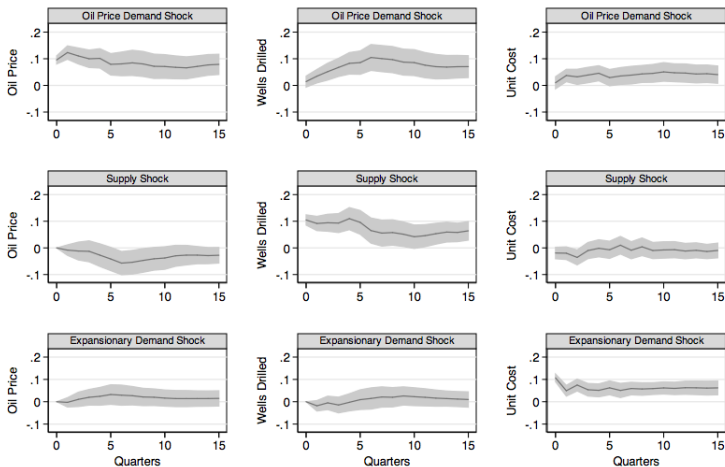 Oil Price Demand Shock
Oil Price
.2
.1
0
-.1
0 5 10 15
Oil Price Demand Shock
Wells Drilled
.2
.1
0
-.1
0 5 10 15
Oil Price Demand Shock
Unit Cost
.2
.1
0
-.1
0 5 10 15
Supply Shock
Oil Price
.2
.1
0
-.1
0 5 10 15
Supply Shock
Wells Drilled
.2
.1
0
-.1
0 5 10 15
Supply Shock
Unit Cost
.2
.1
0
-.1
0 5 10 15
Expansionary Demand Shock
Oil Price
.2
.1
0
-.1
0 5 10 15
Quarters
Expansionary Demand Shock
Wells Drilled
.2
.1
0
-.1
0 5 10 15
Quarters
Expansionary Demand Shock
Unit Cost
.2
.1
0
-.1
0 5 10 15
Quarters